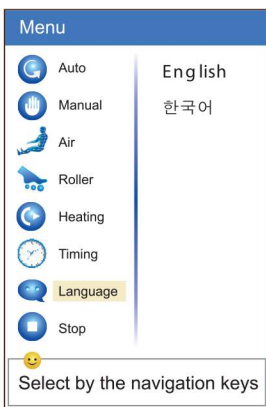 Menu
Auto
Manual
Air
Roller
Heating
Timing
Language
Stop
English
한국어
Select by the navigation keys